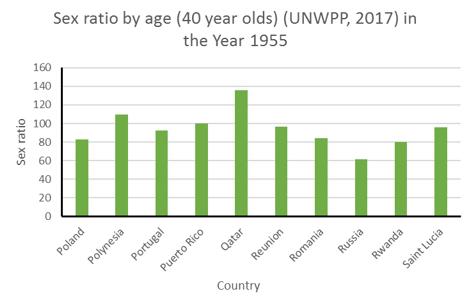 Sex ratio by age (40 year olds) (UNWPP, 2017) in
the Year 1955
160
140
120
100
80
60
40
20
0
Sex ratio
Poland
Polynesia
Portugal
Puerto Rico
Qatar
Reunion
Romania
Russia
Rwanda
Saint Lucia
Country